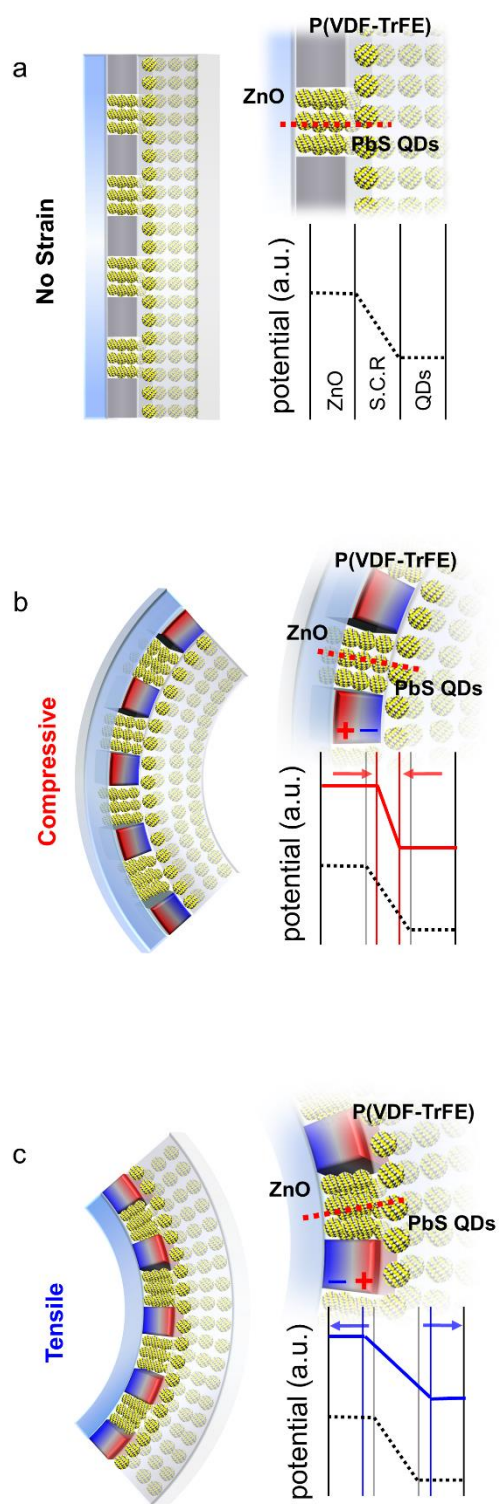 a
No Strain
P(VDF-TrFE)
ZnO
PbS QDs
potential (a.u.)
ZnO
S.C.R
QDs
b
Compressive
P(VDF-TrFE)
ZnO
PbS QDs
+ −
potential (a.u.)
c
Tensile
P(VDF-TrFE)
ZnO
PbS QDs
− +
potential (a.u.)